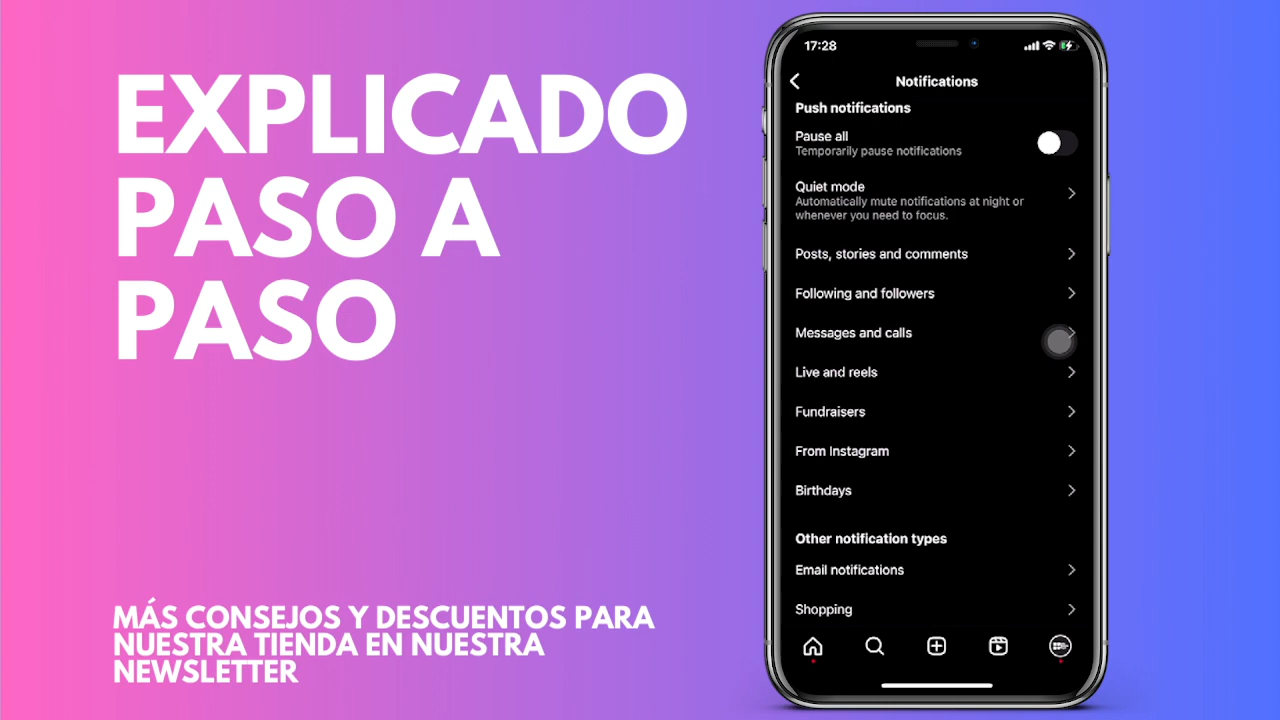 EXPLICADO
PASO A
PASO
MÁS CONSEJOS Y DESCUENTOS PARA
NUESTRA TIENDA EN NUESTRA
NEWSLETTER
17:28
Notifications
Push notifications
Pause all
Temporarily pause notifications
Quiet mode
Automatically mute notifications at night or
whenever you need to focus.
Posts, stories and comments
Following and followers
Messages and calls
Live and reels
Fundraisers
From Instagram
Birthdays
Other notification types
Email notifications
Shopping